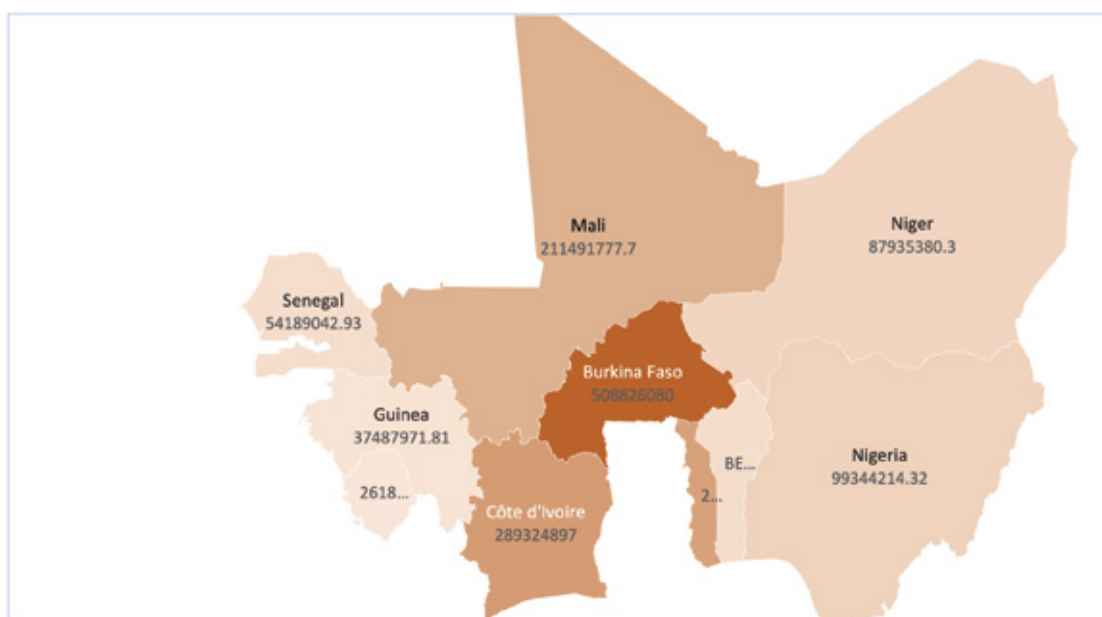 Mali
211491777.7
Niger
87935380.3
Senegal
54189042.93
Burkina Faso
508826080
Guinea
37487971.81
Nigeria
99344214.32
BE...
2618...
2...
Côte d'Ivoire
289324897